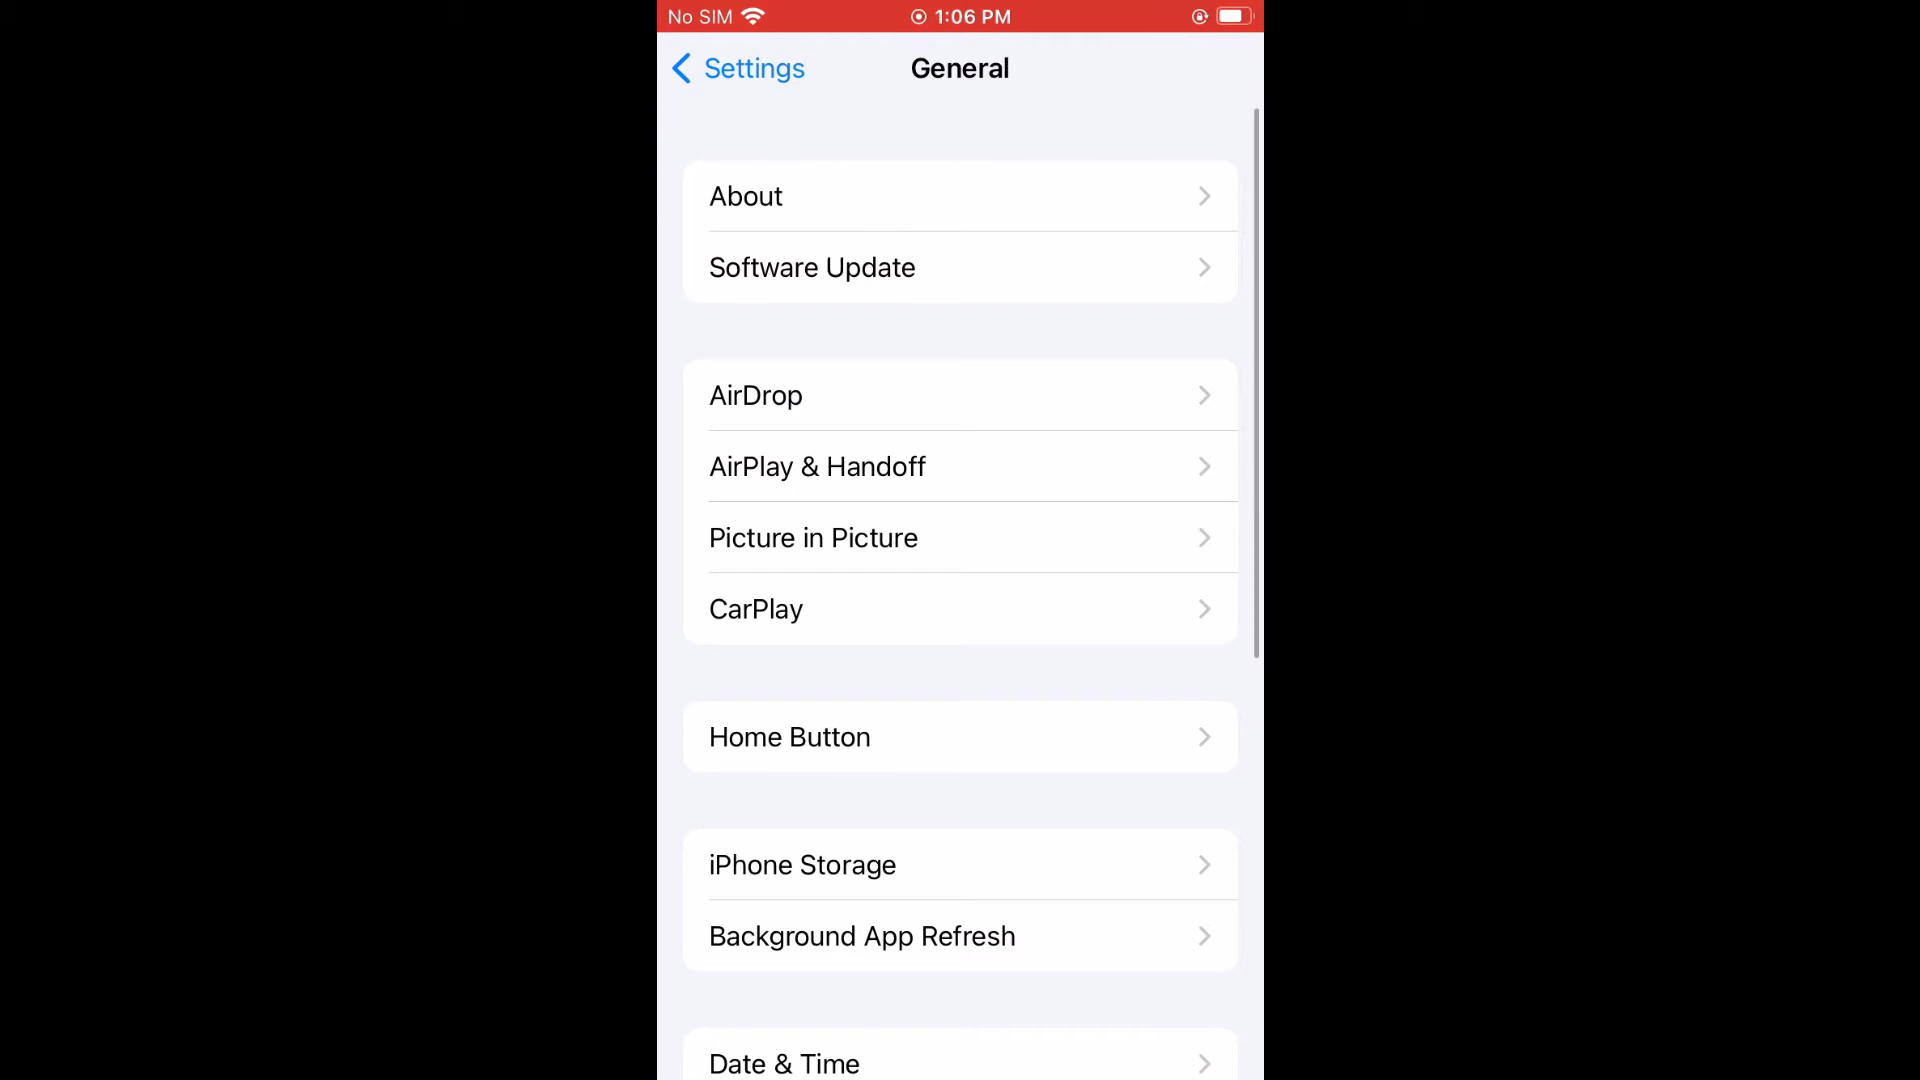 No SIM 1:06 PM
Settings General
About
Software Update
AirDrop
AirPlay & Handoff
Picture in Picture
CarPlay
Home Button
iPhone Storage
Background App Refresh
Date & Time